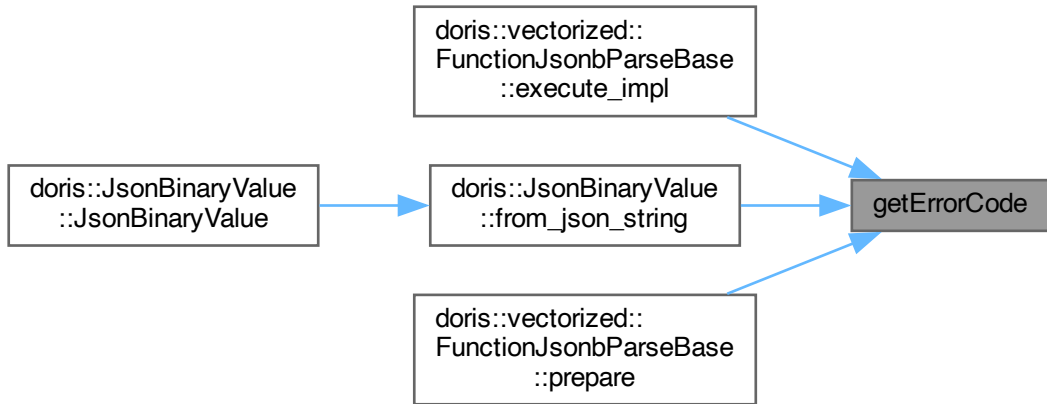 doris::vectorized::
FunctionJsonbParseBase
::execute_impl
doris::JsonBinaryValue
::JsonBinaryValue
doris::JsonBinaryValue
::from_json_string
getErrorCode
doris::vectorized::
FunctionJsonbParseBase
::prepare